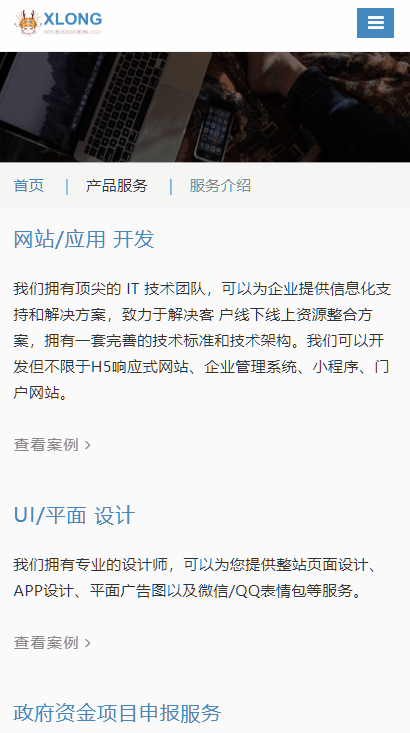 XLONG
首页 | 产品服务 | 服务介绍
网站/应用 开发
我们拥有顶尖的 IT 技术团队，可以为企业提供信息化支
持和解决方案，致力于解决客 户线下线上资源整合方
案，拥有一套完善的技术标准和技术架构。我们可以开
发但不限于H5响应式网站、企业管理系统、小程序、门
户网站。
查看案例 >
UI/平面 设计
我们拥有专业的设计师，可以为您提供整站页面设计、
APP设计、平面广告图以及微信/QQ表情包等服务。
查看案例 >
政府资金项目申报服务